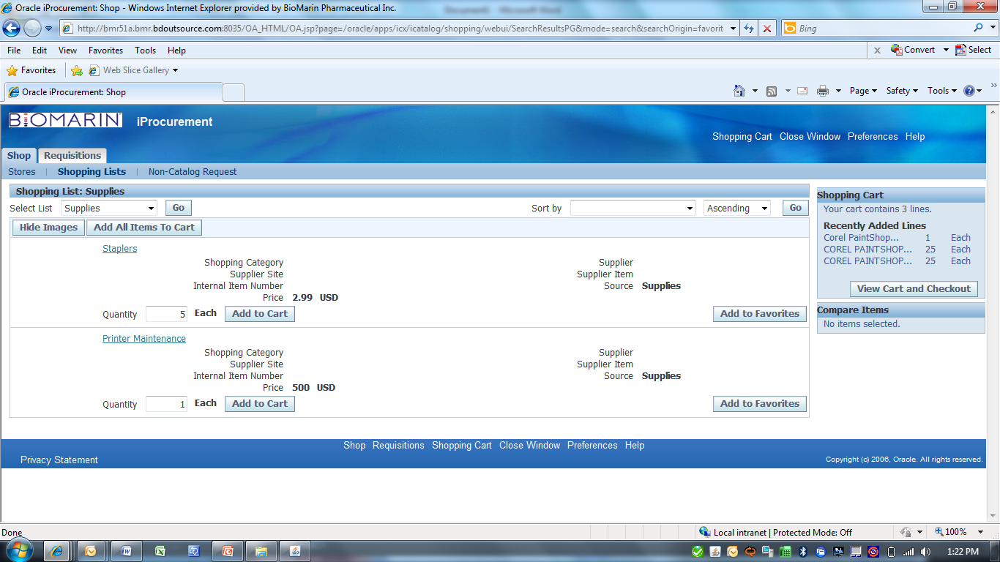 Oracle iProcurement: Shop - Windows Internet Explorer provided by BioMarin Pharmaceutical Inc.
http://bmr51a.bmr.bdoutsource.com:8035/OA_HTML/OA.jsp?page=/oracle/apps/icx/icatalog/shopping/webui/SearchResultsPG&mode=search&searchOrigin=favorit
Bing
File Edit View Favorites Tools Help
x Convert Select
Favorites Web Slice Gallery
Oracle iProcurement: Shop
Page Safety Tools
BIOMARIN iProcurement
Shopping Cart Close Window Preferences Help
Shop Requisitions
Stores | Shopping Lists | Non-Catalog Request
Shopping List: Supplies
Select List Supplies Go Sort by Ascending Go
Hide Images Add All Items To Cart
Staplers
Shopping Category Supplier
Supplier Site Supplier Item
Internal Item Number Source Supplies
Price 2.99 USD
Quantity 5 Each Add to Cart Add to Favorites
Printer Maintenance
Shopping Category Supplier
Supplier Site Supplier Item
Internal Item Number Source Supplies
Price 500 USD
Quantity 1 Each Add to Cart Add to Favorites
Shopping Cart
Your cart contains 3 lines.
Recently Added Lines
Corel PaintShop... 1 Each
COREL PAINTSHOP... 25 Each
COREL PAINTSHOP... 25 Each
View Cart and Checkout
Compare Items
No items selected.
Shop Requisitions Shopping Cart Close Window Preferences Help
Privacy Statement
Copyright (c) 2006, Oracle. All rights reserved.
Done
Local intranet | Protected Mode: Off
100%
1:22 PM